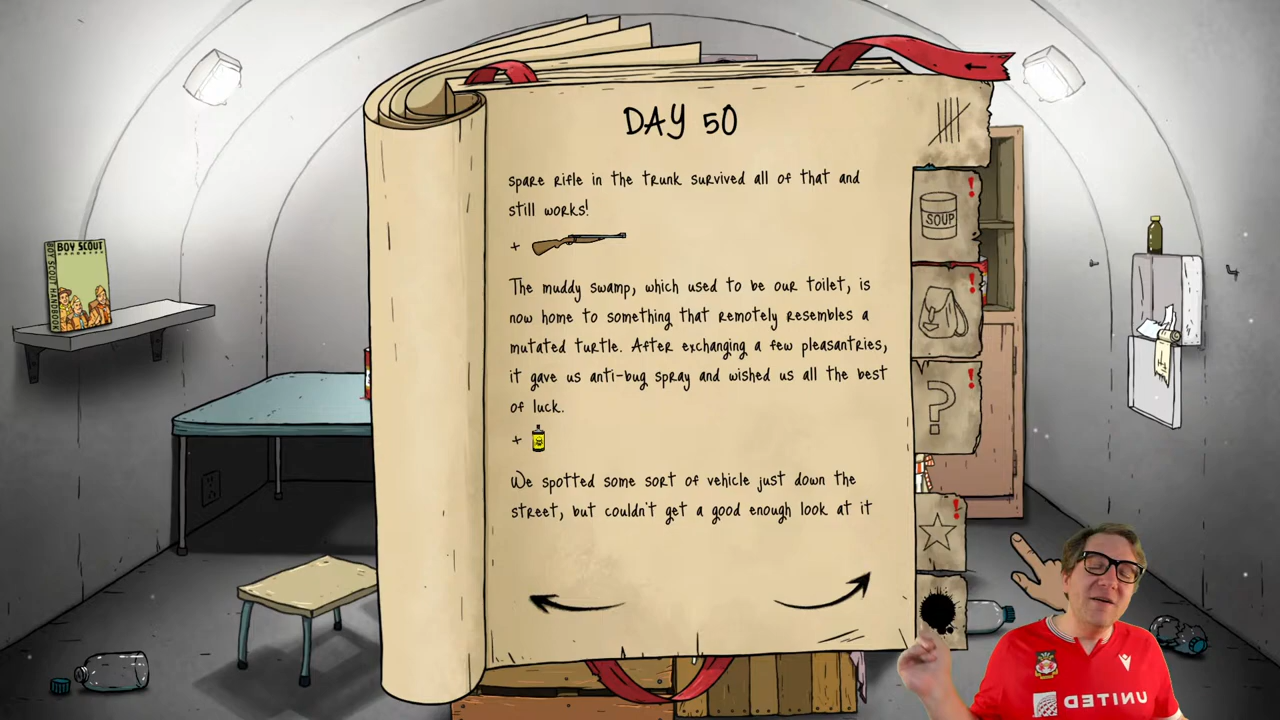 DAY 50
spare rifle in the trunk survived all of that and
still works!
+
The muddy swamp, which used to be our toilet, is
now home to something that remotely resembles a
mutated turtle. After exchanging a few pleasantries,
it gave us anti-bug spray and wished us all the best
of luck.
+
We spotted some sort of vehicle just down the
street, but couldn't get a good enough look at it
SOUP
!
!
!
!
?
BOY SCOUT
BOY SCOUT HANDBOOK
UNITED